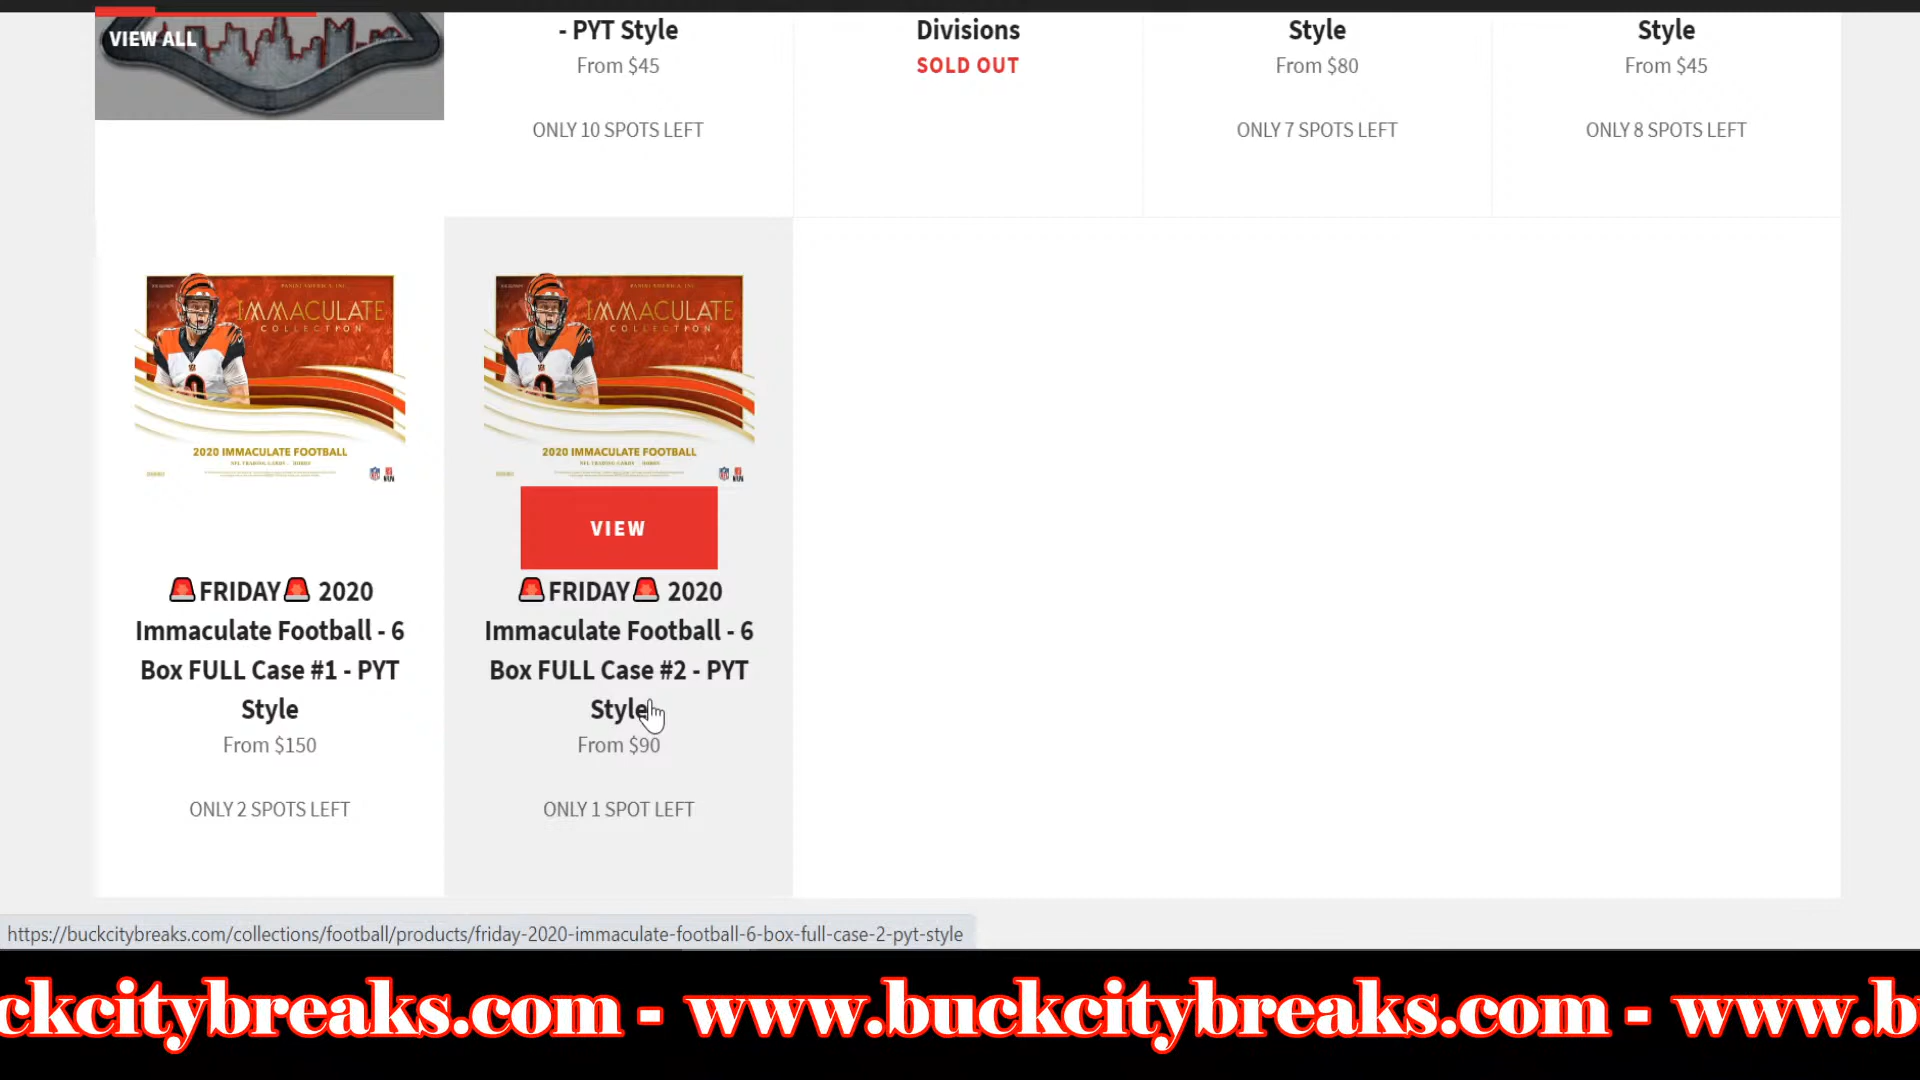 VIEW ALL
- PYT Style
From $45
ONLY 10 SPOTS LEFT
Divisions
SOLD OUT
Style
From $80
ONLY 7 SPOTS LEFT
Style
From $45
ONLY 8 SPOTS LEFT
IMMACULATE
COLLECTION
2020 IMMACULATE FOOTBALL
🚨FRIDAY🚨 2020
Immaculate Football - 6
Box FULL Case #1 - PYT
Style
From $150
ONLY 2 SPOTS LEFT
IMMACULATE
COLLECTION
2020 IMMACULATE FOOTBALL
VIEW
🚨FRIDAY🚨 2020
Immaculate Football - 6
Box FULL Case #2 - PYT
Style
From $90
ONLY 1 SPOT LEFT
https://buckcitybreaks.com/collections/football/products/friday-2020-immaculate-football-6-box-full-case-2-pyt-style
ckcitybreaks.com - www.buckcitybreaks.com - www.b